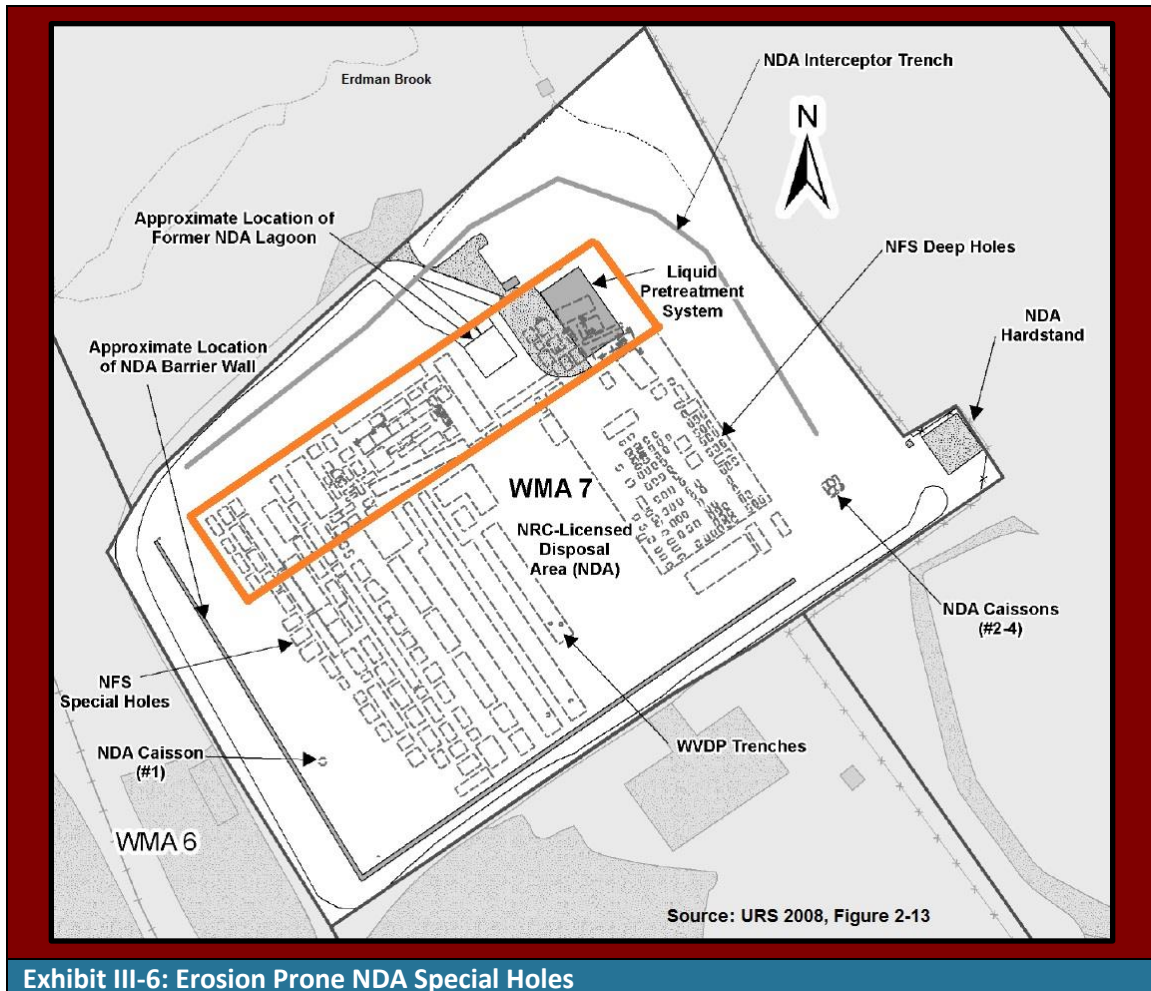 Erdman Brook
NDA Interceptor Trench
N
Approximate Location of
Former NDA Lagoon
NFS Deep Holes
Liquid
Pretreatment
System
NDA
Hardstand
Approximate Location
of NDA Barrier Wall
WMA 7
NRC-Licensed
Disposal
Area (NDA)
NDA Caissons
(#2-4)
NFS
Special Holes
NDA Caisson
(#1)
WVDP Trenches
WMA 6
Source: URS 2008, Figure 2-13
Exhibit III-6: Erosion Prone NDA Special Holes